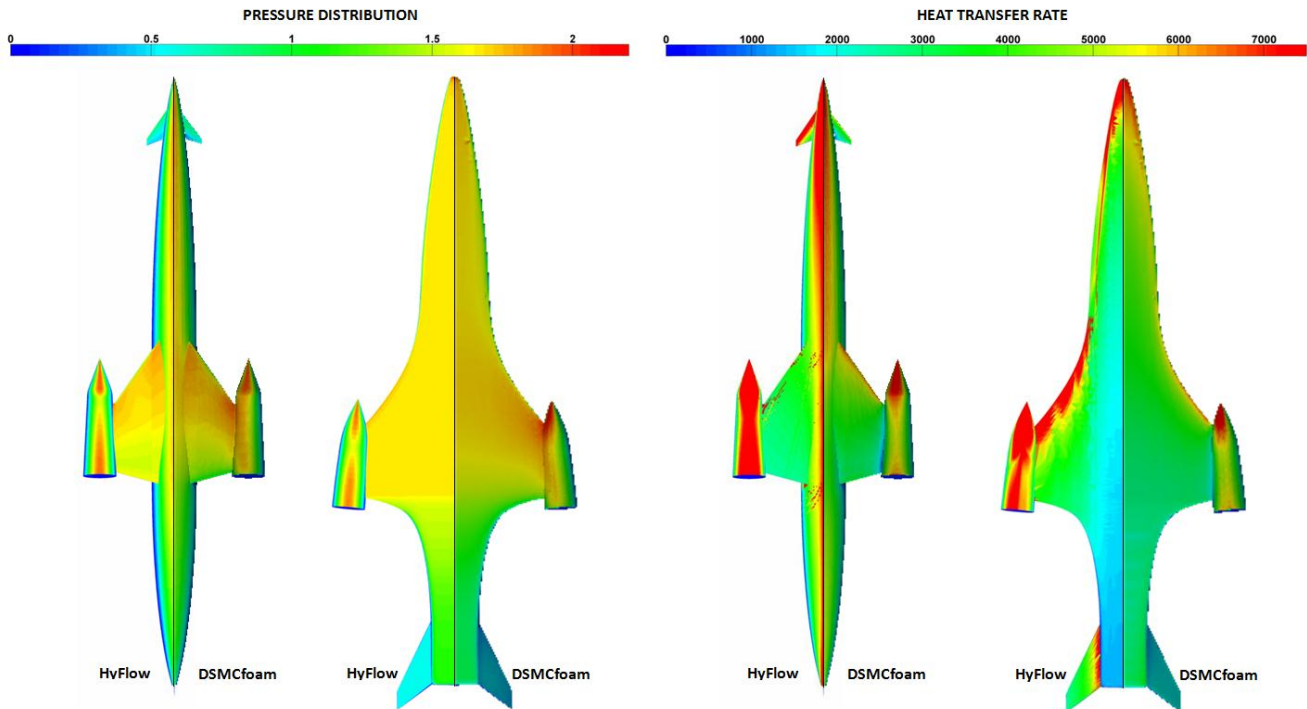 PRESSURE DISTRIBUTION
HEAT TRANSFER RATE
0 0.5 1 1.5 2
0 1000 2000 3000 4000 5000 6000 7000
HyFlow DSMCfoam HyFlow DSMCfoam
HyFlow DSMCfoam HyFlow DSMCfoam